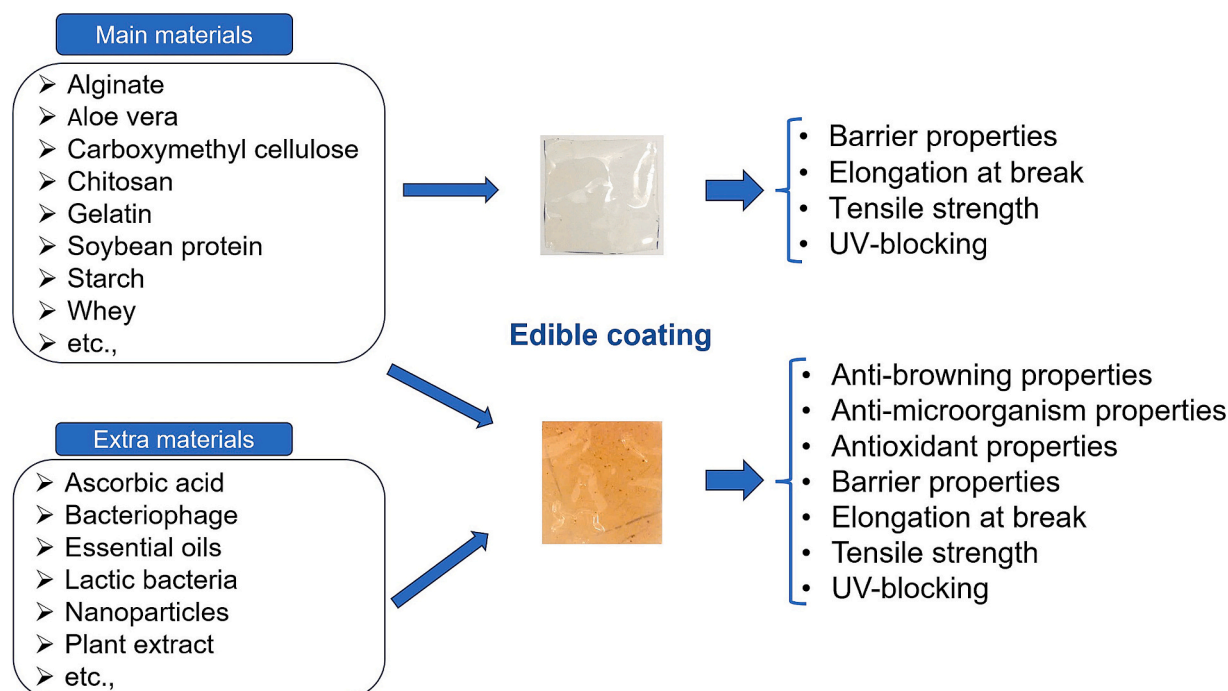 Main materials
Alginate
Aloe vera
Carboxymethyl cellulose
Chitosan
Gelatin
Soybean protein
Starch
Whey
etc.,
Barrier properties
Elongation at break
Tensile strength
UV-blocking
Edible coating
Extra materials
Ascorbic acid
Bacteriophage
Essential oils
Lactic bacteria
Nanoparticles
Plant extract
etc.,
Anti-browning properties
Anti-microorganism properties
Antioxidant properties
Barrier properties
Elongation at break
Tensile strength
UV-blocking